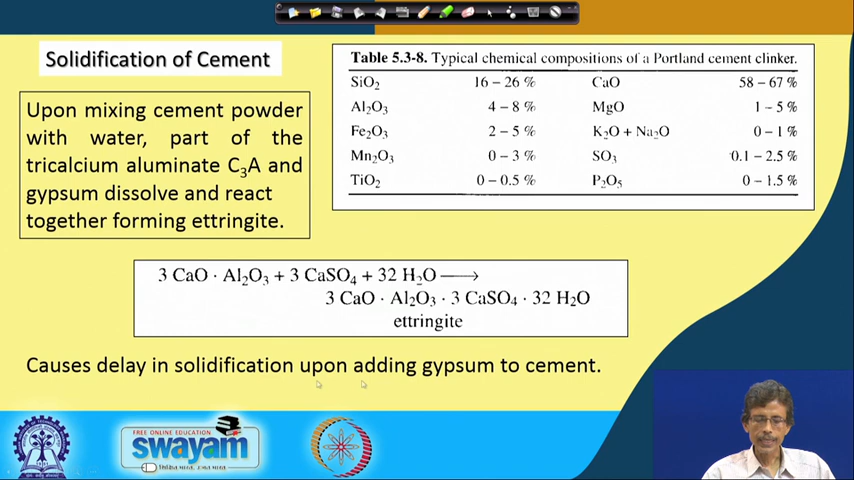 Solidification of Cement
Upon mixing cement powder
with water, part of the
tricalcium aluminate C₃A and
gypsum dissolve and react
together forming ettringite.
Table 5.3-8. Typical chemical compositions of a Portland cement clinker.
SiO₂ 16 – 26 % CaO 58 – 67 %
Al₂O₃ 4 – 8 % MgO 1 – 5 %
Fe₂O₃ 2 – 5 % K₂O + Na₂O 0 – 1 %
Mn₂O₃ 0 – 3 % SO₃ 0.1 – 2.5 %
TiO₂ 0 – 0.5 % P₂O₅ 0 – 1.5 %
3 CaO · Al₂O₃ + 3 CaSO₄ + 32 H₂O ⟶
3 CaO · Al₂O₃ · 3 CaSO₄ · 32 H₂O
ettringite
Causes delay in solidification upon adding gypsum to cement.
FREE ONLINE EDUCATION
swayam